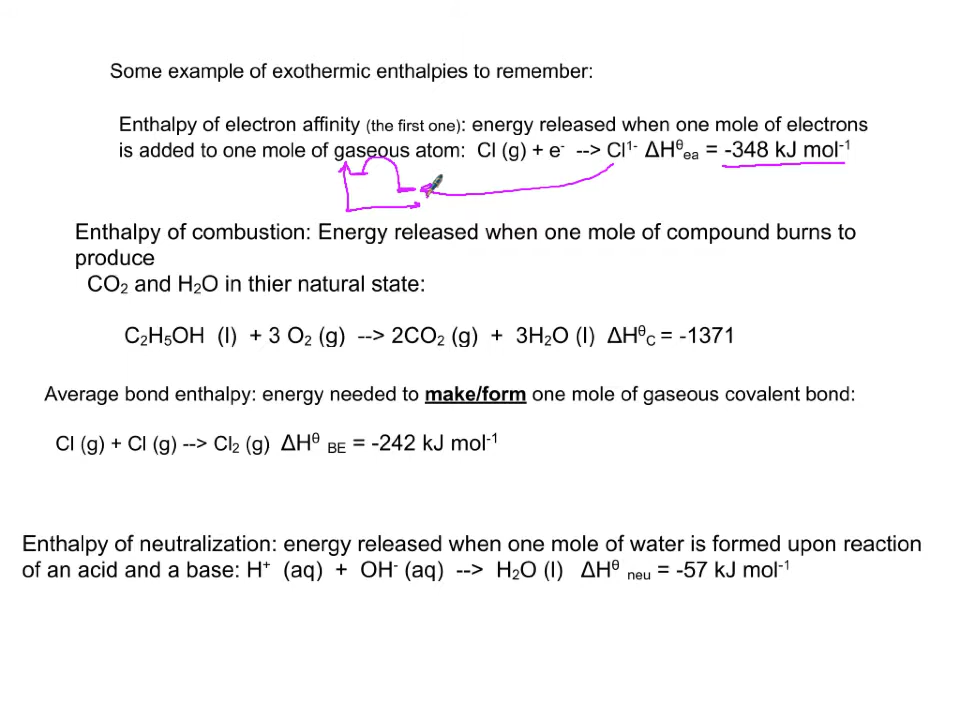 Some example of exothermic enthalpies to remember:
Enthalpy of electron affinity (the first one): energy released when one mole of electrons
is added to one mole of gaseous atom: Cl (g) + e⁻ --> Cl¹⁻ ΔHᶿₑₐ = -348 kJ mol⁻¹
Enthalpy of combustion: Energy released when one mole of compound burns to
produce
CO₂ and H₂O in thier natural state:
C₂H₅OH (l) + 3 O₂ (g) --> 2CO₂ (g) + 3H₂O (l) ΔHᶿC = -1371
Average bond enthalpy: energy needed to make/form one mole of gaseous covalent bond:
Cl (g) + Cl (g) --> Cl₂ (g) ΔHᶿ BE = -242 kJ mol⁻¹
Enthalpy of neutralization: energy released when one mole of water is formed upon reaction
of an acid and a base: H⁺ (aq) + OH⁻ (aq) --> H₂O (l) ΔHᶿ neu = -57 kJ mol⁻¹